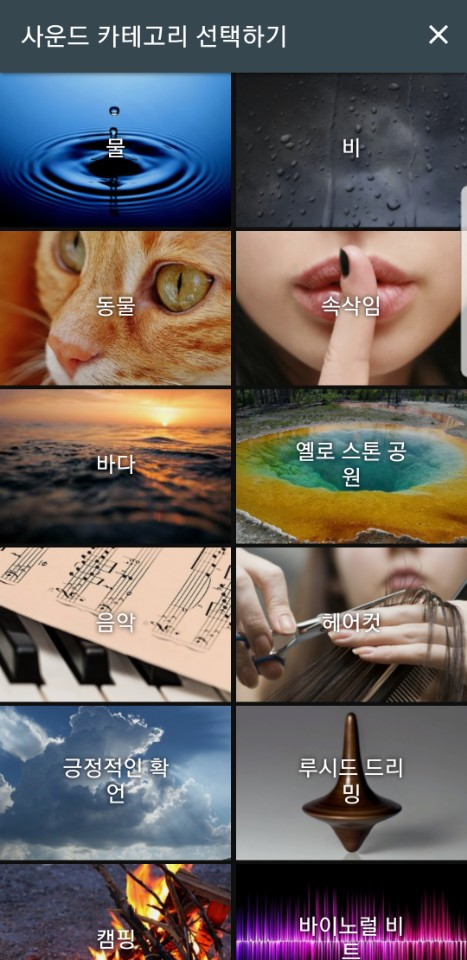 사운드 카테고리 선택하기
물
비
동물
속삭임
바다
옐로 스톤 공
원
음악
헤어컷
긍정적인 확
언
루시드 드리
밍
캠핑
바이노럴 비
트